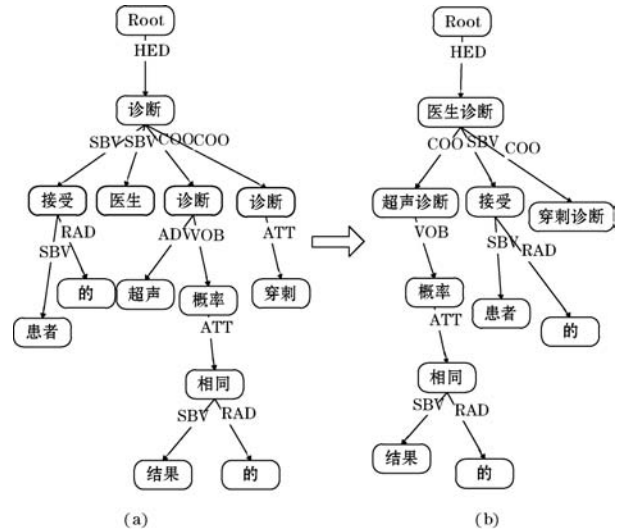 Root Root
HED HED
诊断 医生诊断
SBV SBV COO COO COO SBV COO
接受 医生 诊断 诊断 超声诊断 接受 穿刺诊断
SBV RAD ADV VOB ATT VOB SBV RAD
患者 的 超声 概率 穿刺 概率 患者 的
ATT ATT
相同 相同
SBV RAD SBV RAD
结果 的 结果 的
(a) (b)